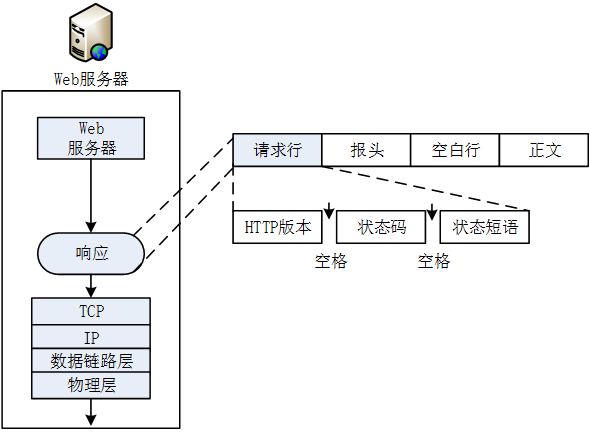 Web服务器
Web
服务器
请求行 报头 空白行 正文
HTTP版本 状态码 状态短语
空格 空格
响应
TCP
IP
数据链路层
物理层